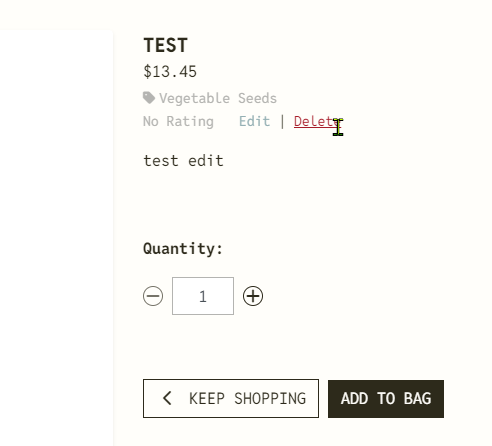 TEST
$13.45
Vegetable Seeds
No Rating Edit | Delete
test edit
Quantity:
1
KEEP SHOPPING ADD TO BAG